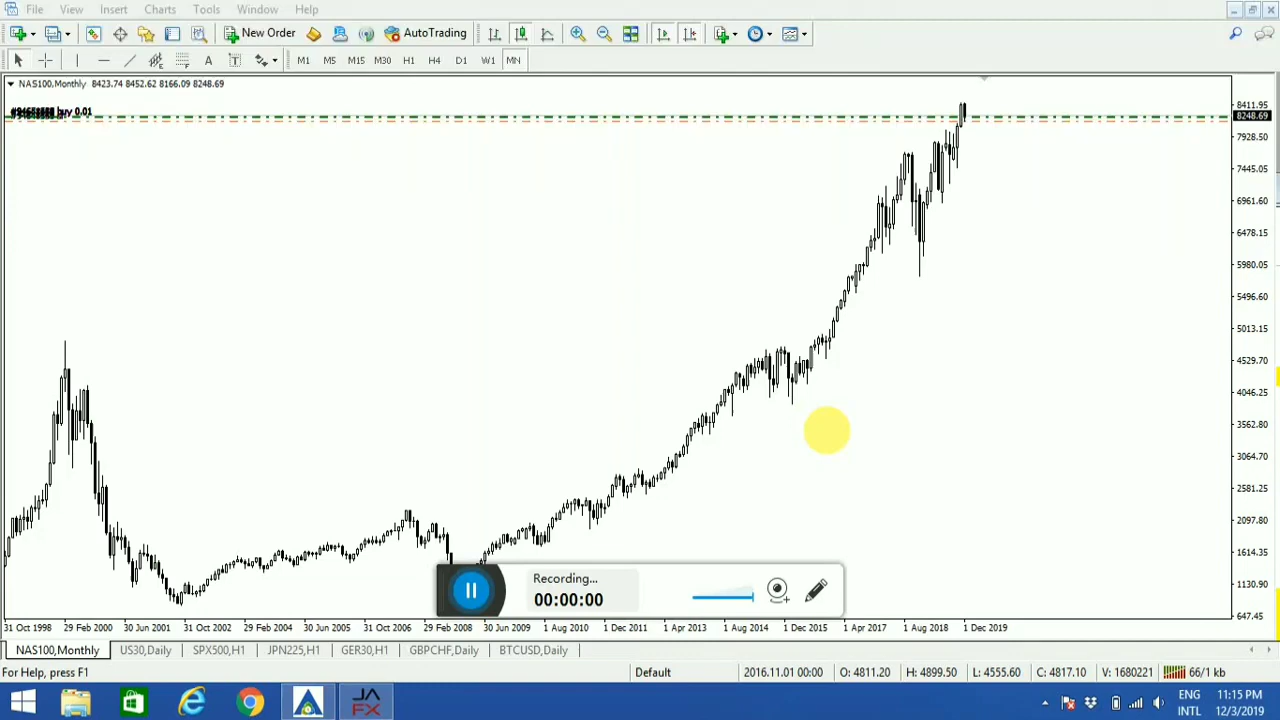 File View Insert Charts Tools Window Help
New Order AutoTrading
A T M1 M5 M15 M30 H1 H4 D1 W1 MN
NAS100,Monthly 8423.74 8452.62 8166.09 8248.69
buy 0.01
8411.95
8248.69
7928.50
7445.05
6961.60
6478.15
5980.05
5496.60
5013.15
4529.70
4046.25
3562.80
3064.70
2581.25
2097.80
1614.35
1130.90
647.45
Recording...
00:00:00
31 Oct 1998 29 Feb 2000 30 Jun 2001 31 Oct 2002 29 Feb 2004 30 Jun 2005 31 Oct 2006 29 Feb 2008 30 Jun 2009 1 Aug 2010 1 Dec 2011 1 Apr 2013 1 Aug 2014 1 Dec 2015 1 Apr 2017 1 Aug 2018 1 Dec 2019
NAS100,Monthly US30,Daily SPX500,H1 JPN225,H1 GER30,H1 GBPCHF,Daily BTCUSD,Daily
For Help, press F1 Default 2016.11.01 00:00 O: 4811.20 H: 4899.50 L: 4555.60 C: 4817.10 V: 1680221 66/1 kb
JA
FX
ENG 11:15 PM
INTL 12/3/2019